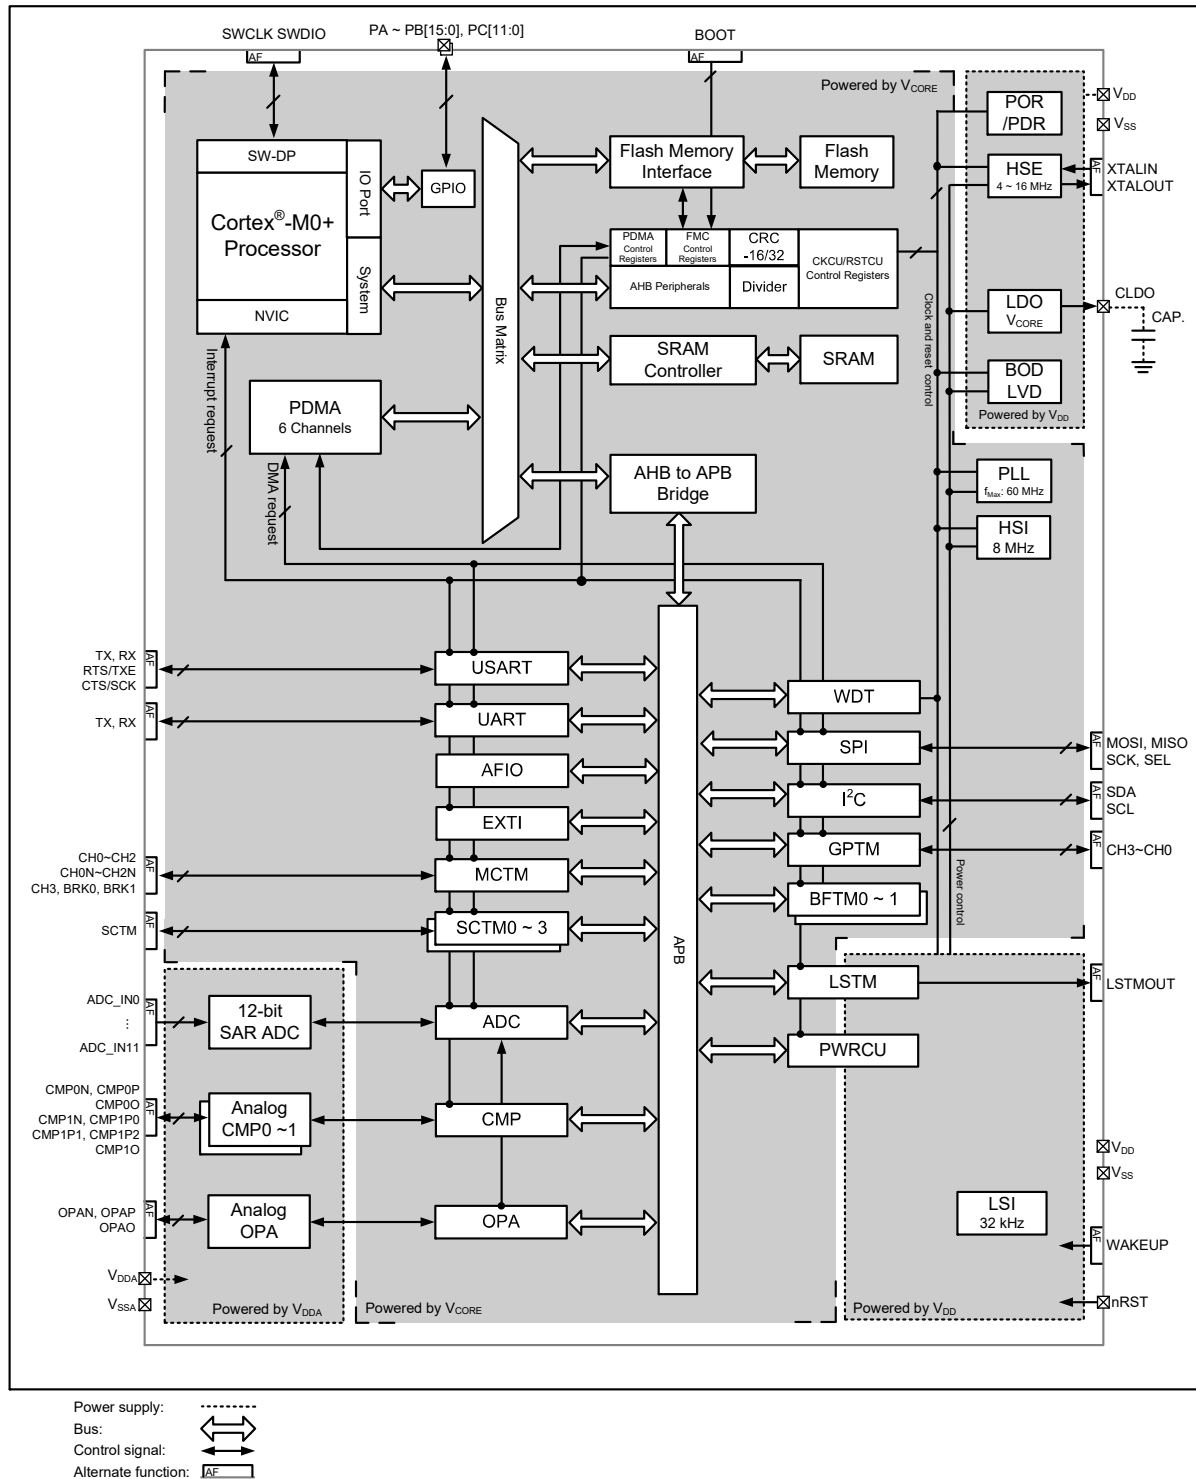 SWCLK SWDIO
AF
PA ~ PB[15:0], PC[11:0]
BOOT
AF
Powered by VCORE
SW-DP
Cortex®-M0+
Processor
NVIC
IO Port
System
GPIO
Bus Matrix
Flash Memory
Interface
Flash
Memory
PDMA
Control
Registers
FMC
Control
Registers
CRC
-16/32
CKCU/RSTCU
Control Registers
AHB Peripherals
Divider
SRAM
Controller
SRAM
PDMA
6 Channels
Interrupt request
DMA request
AHB to APB
Bridge
Clock and reset control
POR
/PDR
VDD
VSS
HSE
4 ~ 16 MHz
AF
XTALIN
XTALOUT
LDO
VCORE
CLDO
CAP.
BOD
LVD
Powered by VDD
PLL
fMax: 60 MHz
HSI
8 MHz
TX, RX
RTS/TXE
CTS/SCK
AF
USART
TX, RX
AF
UART
AFIO
EXTI
CH0~CH2
CH0N~CH2N
CH3, BRK0, BRK1
AF
MCTM
SCTM
AF
SCTM0 ~ 3
APB
WDT
SPI
AF
MOSI, MISO
SCK, SEL
I²C
AF
SDA
SCL
GPTM
AF
CH3~CH0
BFTM0 ~ 1
Power control
LSTM
AF
LSTMOUT
PWRCU
ADC_IN0
⋮
ADC_IN11
AF
12-bit
SAR ADC
ADC
CMP0N, CMP0P
CMP0O
CMP1N, CMP1P0
CMP1P1, CMP1P2
CMP1O
AF
Analog
CMP0 ~1
CMP
OPAN, OPAP
OPAO
AF
Analog
OPA
OPA
VDDA
VSSA
Powered by VDDA
Powered by VCORE
VDD
VSS
LSI
32 kHz
AF
WAKEUP
nRST
Powered by VDD
Power supply:
Bus:
Control signal:
Alternate function: AF